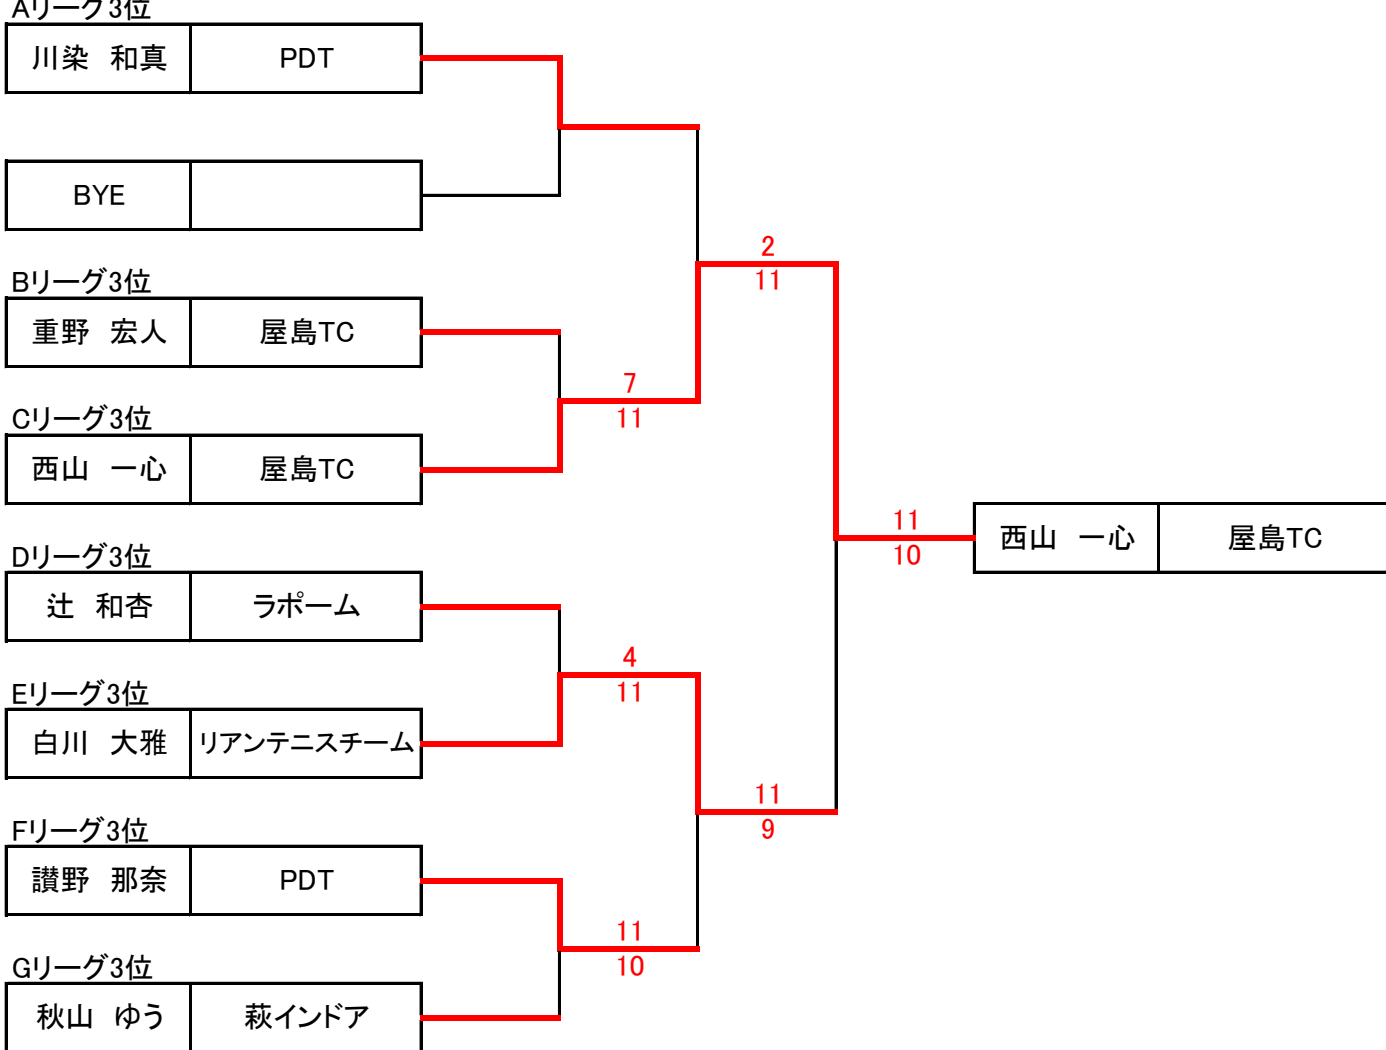 Aリーグ3位
川染 和真 PDT
BYE
Bリーグ3位
重野 宏人 屋島TC
Cリーグ3位
西山 一心 屋島TC
Dリーグ3位
辻 和杏 ラポーム
Eリーグ3位
白川 大雅 リアンテニスチーム
Fリーグ3位
讃野 那奈 PDT
Gリーグ3位
秋山 ゆう 萩インドア
7
11
4
11
11
10
2
11
11
9
11
10
西山 一心 屋島TC